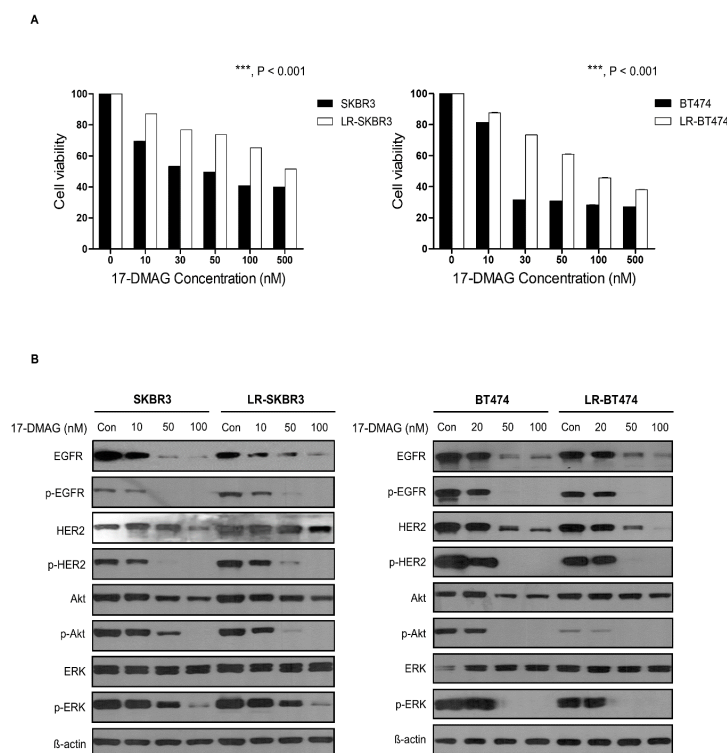 A
***, P < 0.001
SKBR3
LR-SKBR3
Cell viability
100
80
60
40
20
0
0 10 30 50 100 500
17-DMAG Concentration (nM)
***, P < 0.001
BT474
LR-BT474
Cell viability
100
80
60
40
20
0
0 10 30 50 100 500
17-DMAG Concentration (nM)
B
SKBR3 LR-SKBR3
17-DMAG (nM) Con 10 50 100 Con 10 50 100
EGFR
p-EGFR
HER2
p-HER2
Akt
p-Akt
ERK
p-ERK
ß-actin
BT474 LR-BT474
17-DMAG (nM) Con 20 50 100 Con 20 50 100
EGFR
p-EGFR
HER2
p-HER2
Akt
p-Akt
ERK
p-ERK
ß-actin